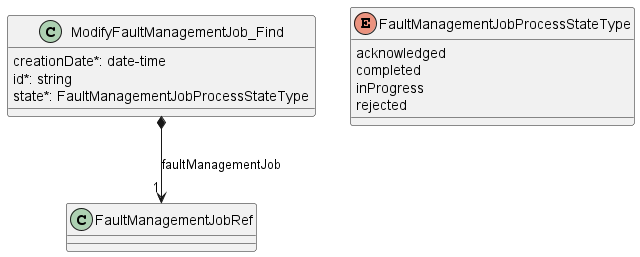 C ModifyFaultManagementJob_Find
creationDate*: date-time
id*: string
state*: FaultManagementJobProcessStateType
E FaultManagementJobProcessStateType
acknowledged
completed
inProgress
rejected
faultManagementJob
1
C FaultManagementJobRef